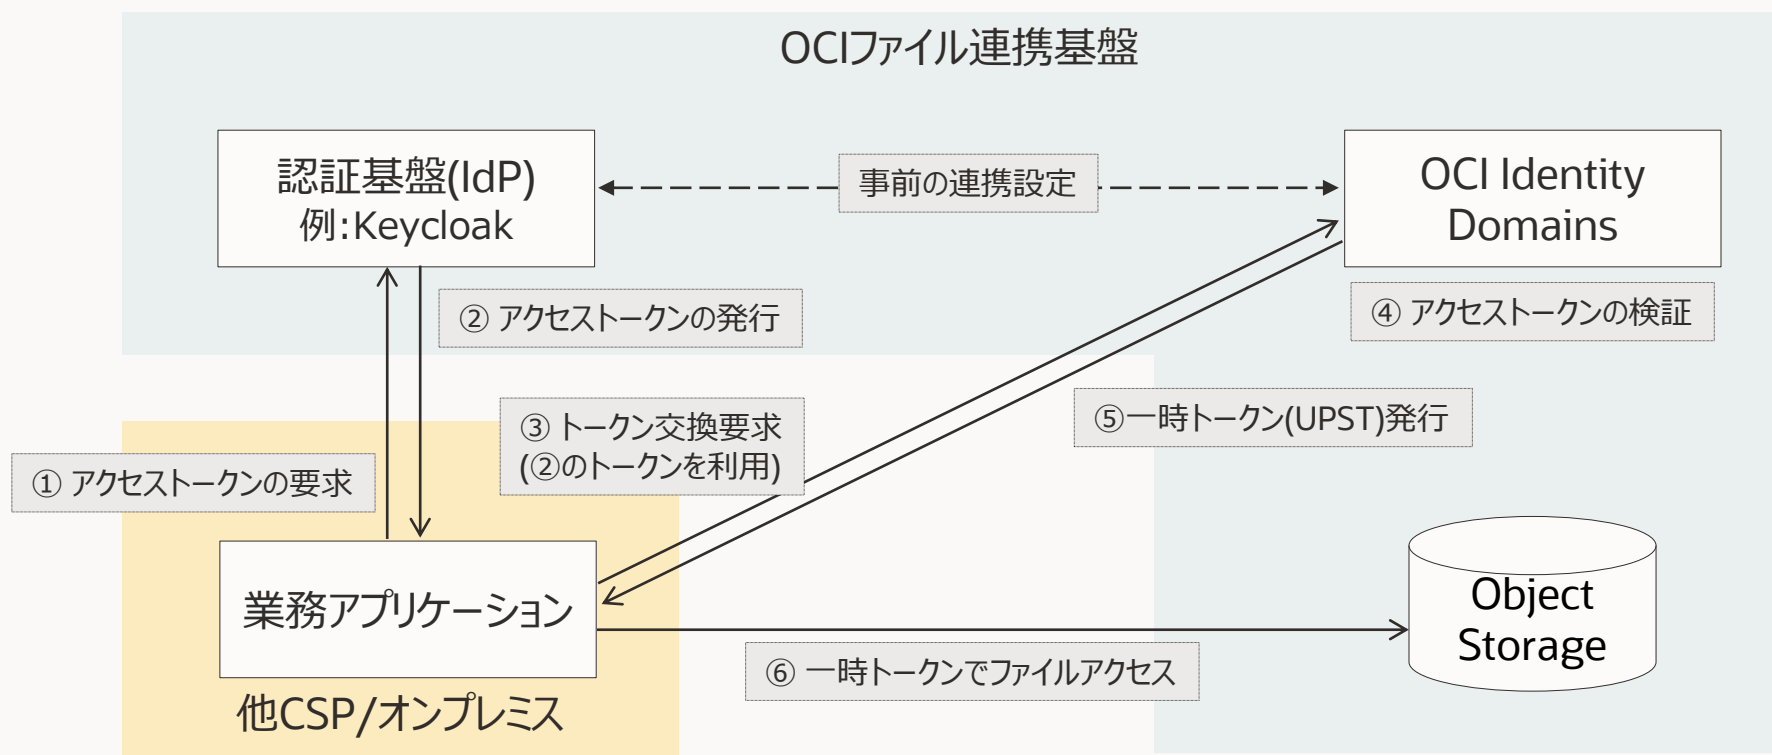 OCIファイル連携基盤
認証基盤(IdP)
例:Keycloak
事前の連携設定
OCI Identity
Domains
② アクセストークンの発行
④ アクセストークンの検証
③ トークン交換要求
(②のトークンを利用)
⑤一時トークン(UPST)発行
① アクセストークンの要求
業務アプリケーション
Object
Storage
⑥ 一時トークンでファイルアクセス
他CSP/オンプレミス